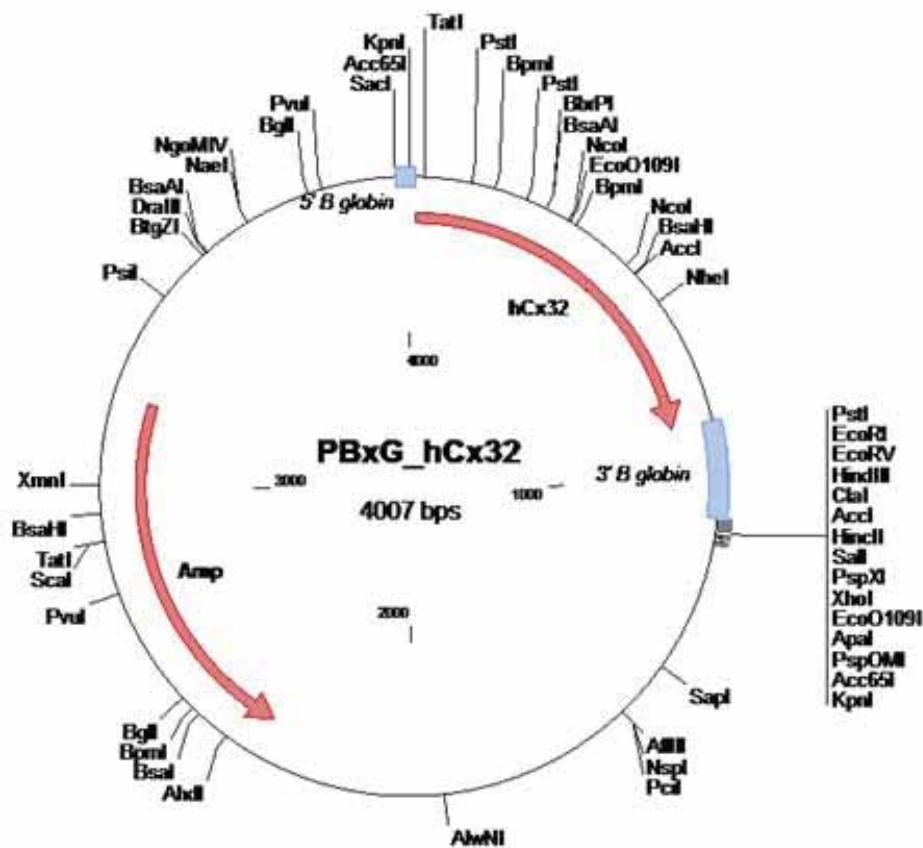 TatI
KpnI
Acc65I
SacI
PstI
BpmI
PstI
BbrPI
BsaAI
NcoI
EcoO109I
BpmI
NcoI
BsaHI
AccI
NheI
PvuI
BglI
NgoMIV
NaeI
BsaAI
DraIII
BtgZI
PsiI
5' B globin
hCx32
4000
PBxG_hCx32
4007 bps
3000
1000
2000
3' B globin
Amp
XmnI
BsaHI
TatI
ScaI
PvuI
BglI
BpmI
BsaI
AhdI
AlwNI
PstI
EcoRI
EcoRV
HindIII
ClaI
AccI
HincII
SalI
PspXI
XhoI
EcoO109I
ApaI
PspOMI
Acc65I
KpnI
SapI
AflIII
NspI
PciI